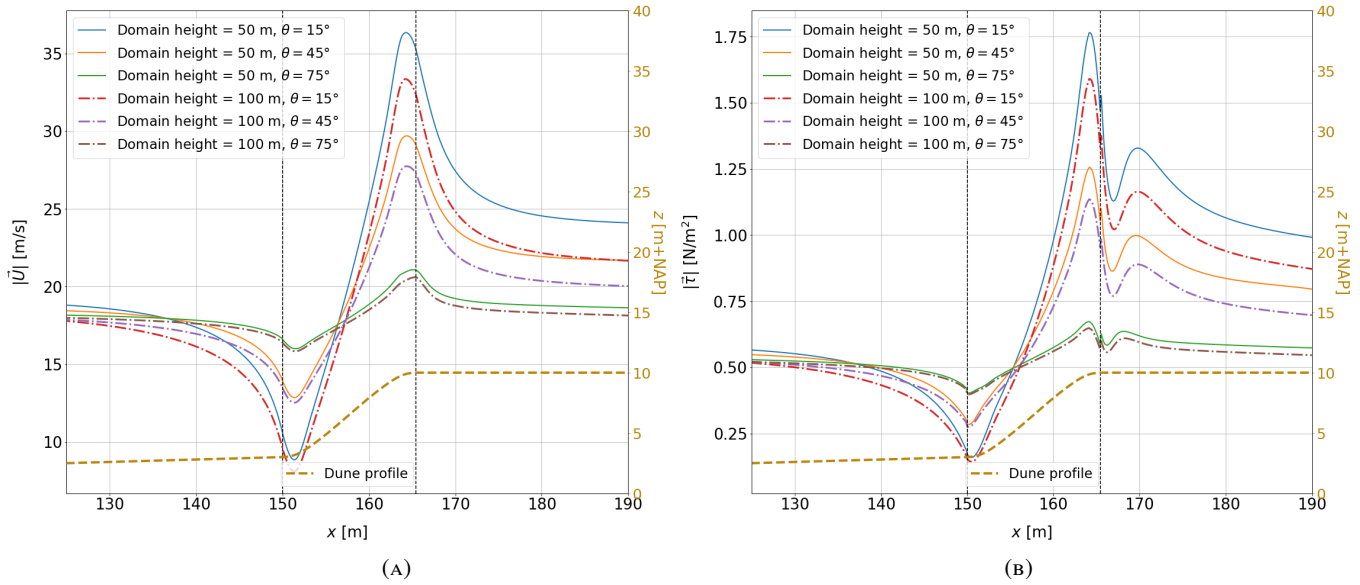 Domain height = 50 m, θ = 15°
Domain height = 50 m, θ = 45°
Domain height = 50 m, θ = 75°
Domain height = 100 m, θ = 15°
Domain height = 100 m, θ = 45°
Domain height = 100 m, θ = 75°
35
30
25
20
15
10
|U⃗| [m/s]
40
35
30
25
20
15
10
5
0
z [m+NAP]
Dune profile
130 140 150 160 170 180 190
x [m]
(A)
Domain height = 50 m, θ = 15°
Domain height = 50 m, θ = 45°
Domain height = 50 m, θ = 75°
Domain height = 100 m, θ = 15°
Domain height = 100 m, θ = 45°
Domain height = 100 m, θ = 75°
1.75
1.50
1.25
1.00
0.75
0.50
0.25
|τ⃗| [N/m²]
40
35
30
25
20
15
10
5
0
z [m+NAP]
Dune profile
130 140 150 160 170 180 190
x [m]
(B)